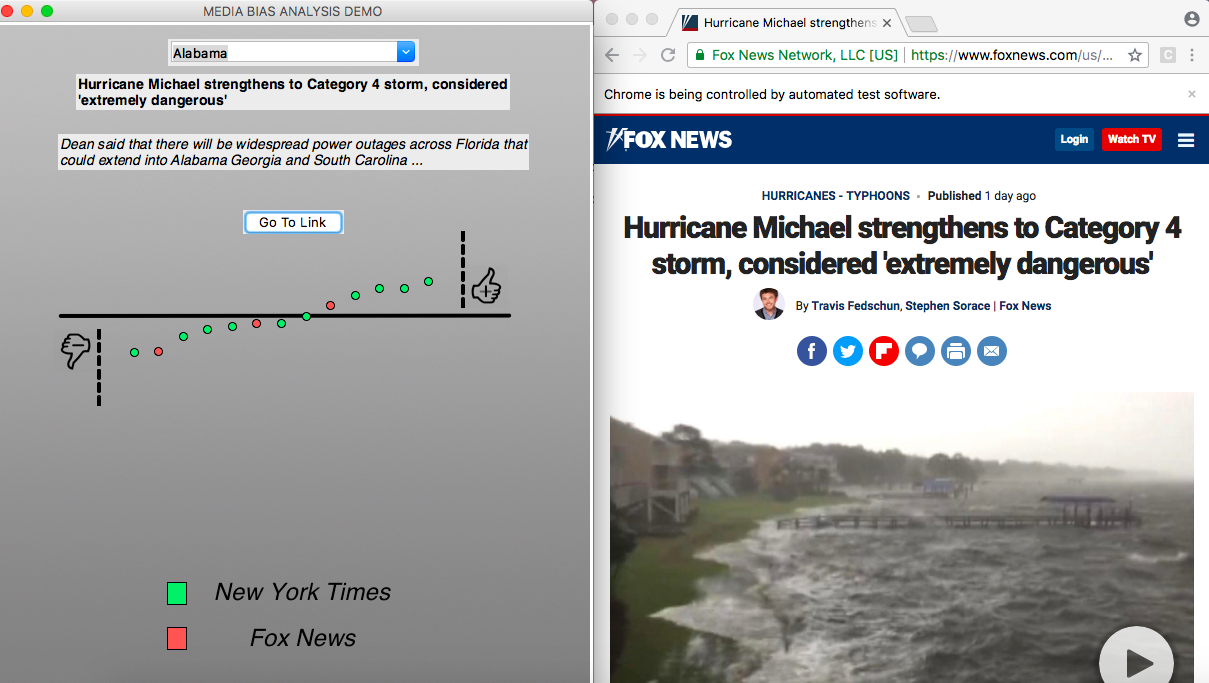 MEDIA BIAS ANALYSIS DEMO
Alabama
Hurricane Michael strengthens to Category 4 storm, considered
'extremely dangerous'
Dean said that there will be widespread power outages across Florida that
could extend into Alabama Georgia and South Carolina ...
Go To Link
New York Times
Fox News
Hurricane Michael strengthens
Fox News Network, LLC [US] https://www.foxnews.com/us/...
C
Chrome is being controlled by automated test software.
FOX NEWS
Login
Watch TV
HURRICANES - TYPHOONS • Published 1 day ago
Hurricane Michael strengthens to Category 4
storm, considered 'extremely dangerous'
By Travis Fedschun, Stephen Sorace | Fox News